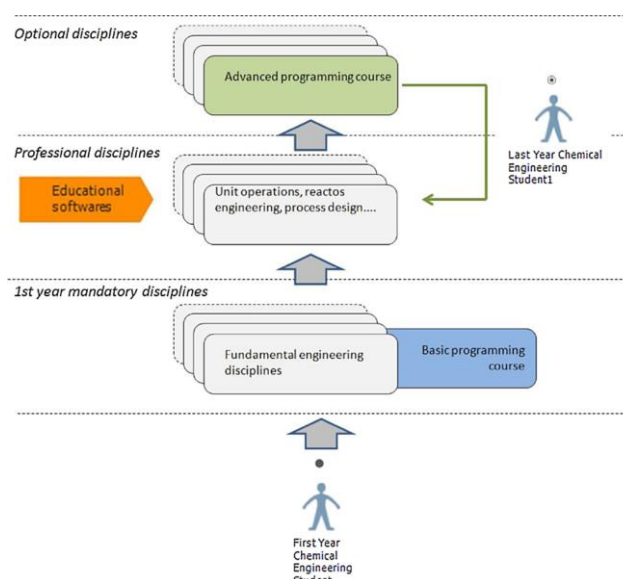 Optional disciplines
Advanced programming course
Last Year Chemical
Engineering
Student1
Professional disciplines
Educational
softwares
Unit operations, reactos
engineering, process design....
1st year mandatory disciplines
Fundamental engineering
disciplines
Basic programming
course
First Year
Chemical
Engineering
Student